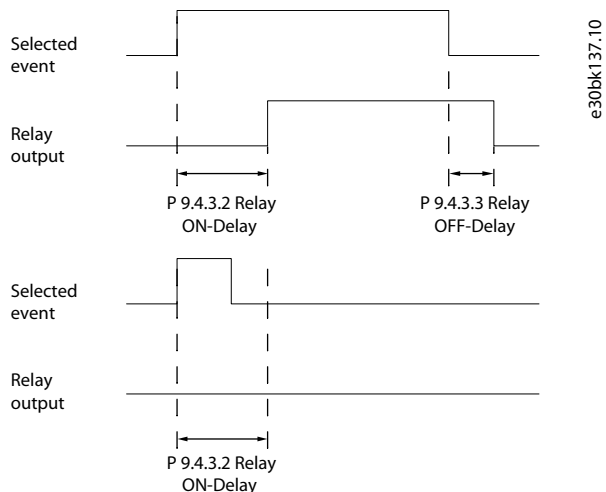 Selected
event
Relay
output
P 9.4.3.2 Relay
ON-Delay
P 9.4.3.3 Relay
OFF-Delay
e30bk137.10
Selected
event
Relay
output
P 9.4.3.2 Relay
ON-Delay